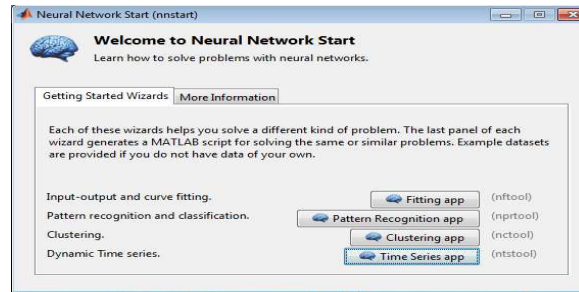 Neural Network Start (nnstart)
Welcome to Neural Network Start
Learn how to solve problems with neural networks.
Getting Started Wizards More Information
Each of these wizards helps you solve a different kind of problem. The last panel of each
wizard generates a MATLAB script for solving the same or similar problems. Example datasets
are provided if you do not have data of your own.
Input-output and curve fitting. Fitting app (nftool)
Pattern recognition and classification. Pattern Recognition app (nprtool)
Clustering. Clustering app (nctool)
Dynamic Time series. Time Series app (ntstool)